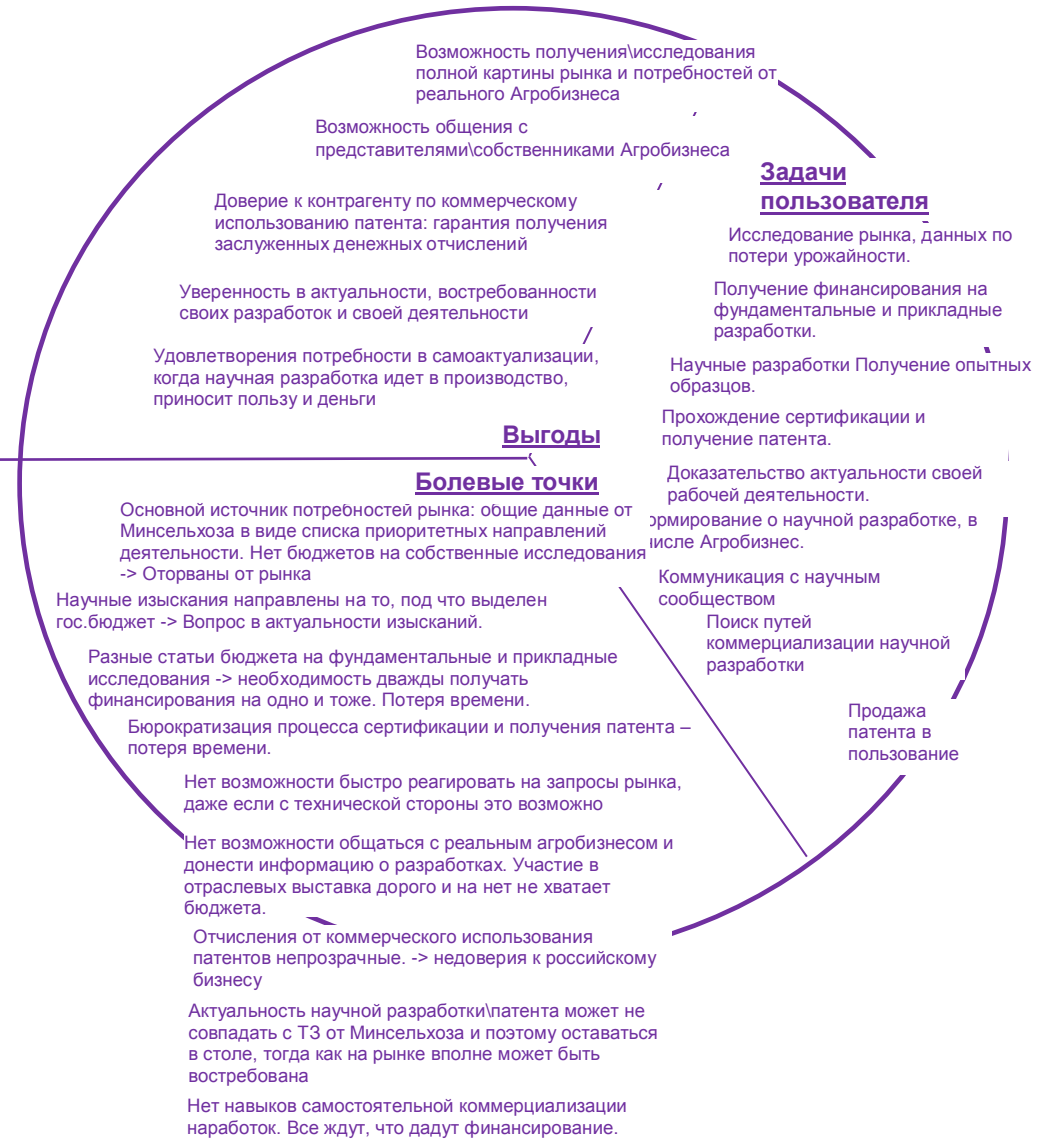 Возможность получения\исследования
полной картины рынка и потребностей от
реального Агробизнеса
Возможность общения с
представителями\собственниками Агробизнеса
Доверие к контрагенту по коммерческому
использованию патента: гарантия получения
заслуженных денежных отчислений
Уверенность в актуальности, востребованности
своих разработок и своей деятельности
Удовлетворения потребности в самоактуализации,
когда научная разработка идет в производство,
приносит пользу и деньги
Выгоды
Задачи
пользователя
Исследование рынка, данных по
потери урожайности.
Получение финансирования на
фундаментальные и прикладные
разработки.
Научные разработки Получение опытных
образцов.
Прохождение сертификации и
получение патента.
Доказательство актуальности своей
рабочей деятельности.
о научной разработке, в
Агробизнес.
Коммуникация с научным
сообществом
Поиск путей
коммерциализации научной
разработки
Продажа
патента в
пользование
Болевые точки
Основной источник потребностей рынка: общие данные от
Минсельхоза в виде списка приоритетных направлений
деятельности. Нет бюджетов на собственные исследования
-> Оторваны от рынка
Научные изыскания направлены на то, под что выделен
гос.бюджет -> Вопрос в актуальности изысканий.
Разные статьи бюджета на фундаментальные и прикладные
исследования -> необходимость дважды получать
финансирования на одно и тоже. Потеря времени.
Бюрократизация процесса сертификации и получения патента –
потеря времени.
Нет возможности быстро реагировать на запросы рынка,
даже если с технической стороны это возможно
Нет возможности общаться с реальным агробизнесом и
донести информацию о разработках. Участие в
отраслевых выставка дорого и на нет не хватает
бюджета.
Отчисления от коммерческого использования
патентов непрозрачные. -> недоверия к российскому
бизнесу
Актуальность научной разработки\патента может не
совпадать с ТЗ от Минсельхоза и поэтому оставаться
в столе, тогда как на рынке вполне может быть
востребована
Нет навыков самостоятельной коммерциализации
наработок. Все ждут, что дадут финансирование.